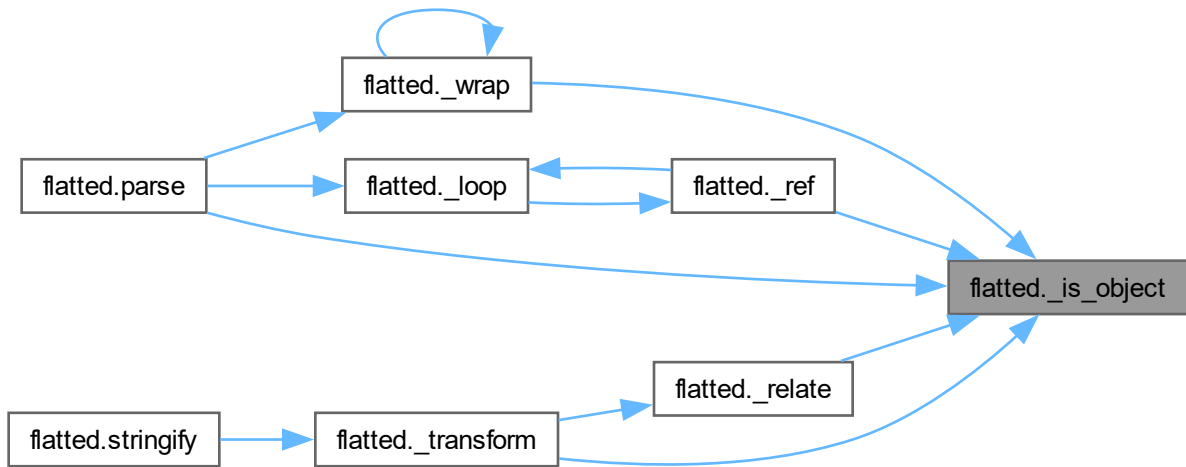 flatted._wrap
flatted.parse
flatted._loop
flatted._ref
flatted._is_object
flatted._relate
flatted.stringify
flatted._transform